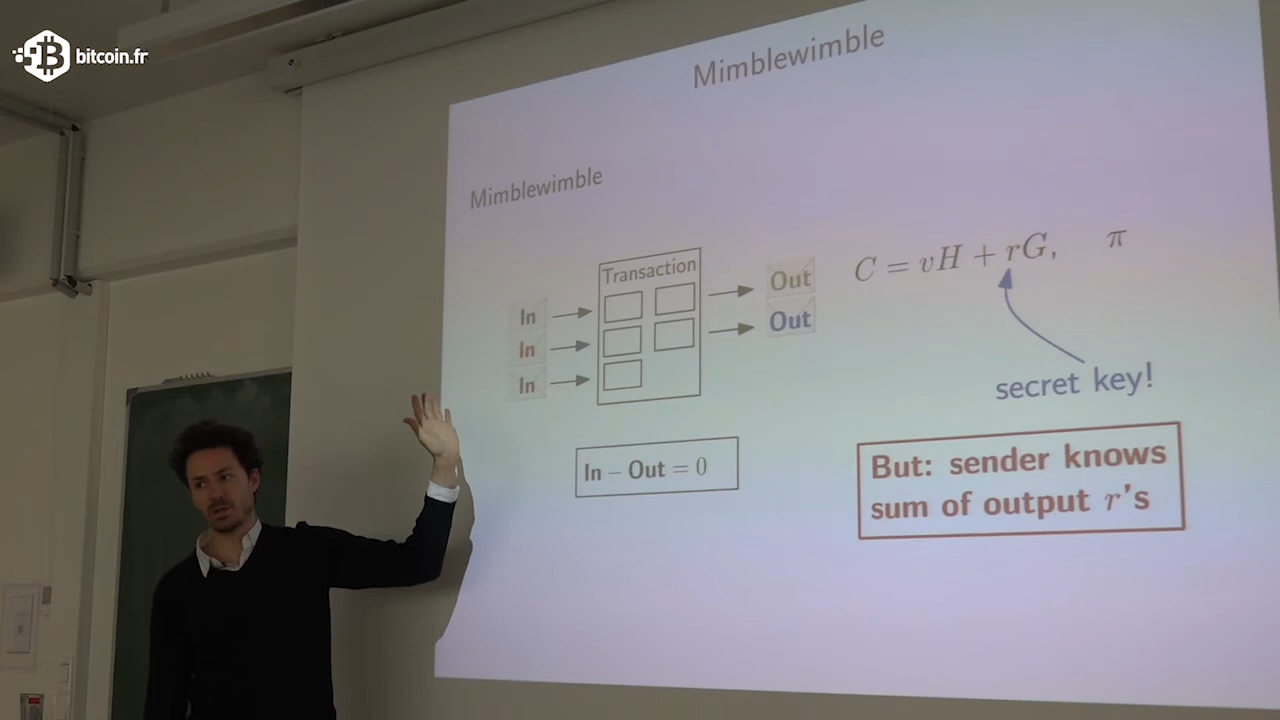 bitcoin.fr
Mimblewimble
Mimblewimble
Transaction
In
In
In
Out
Out
C = vH + rG, π
secret key!
In – Out = 0
But: sender knows
sum of output r's